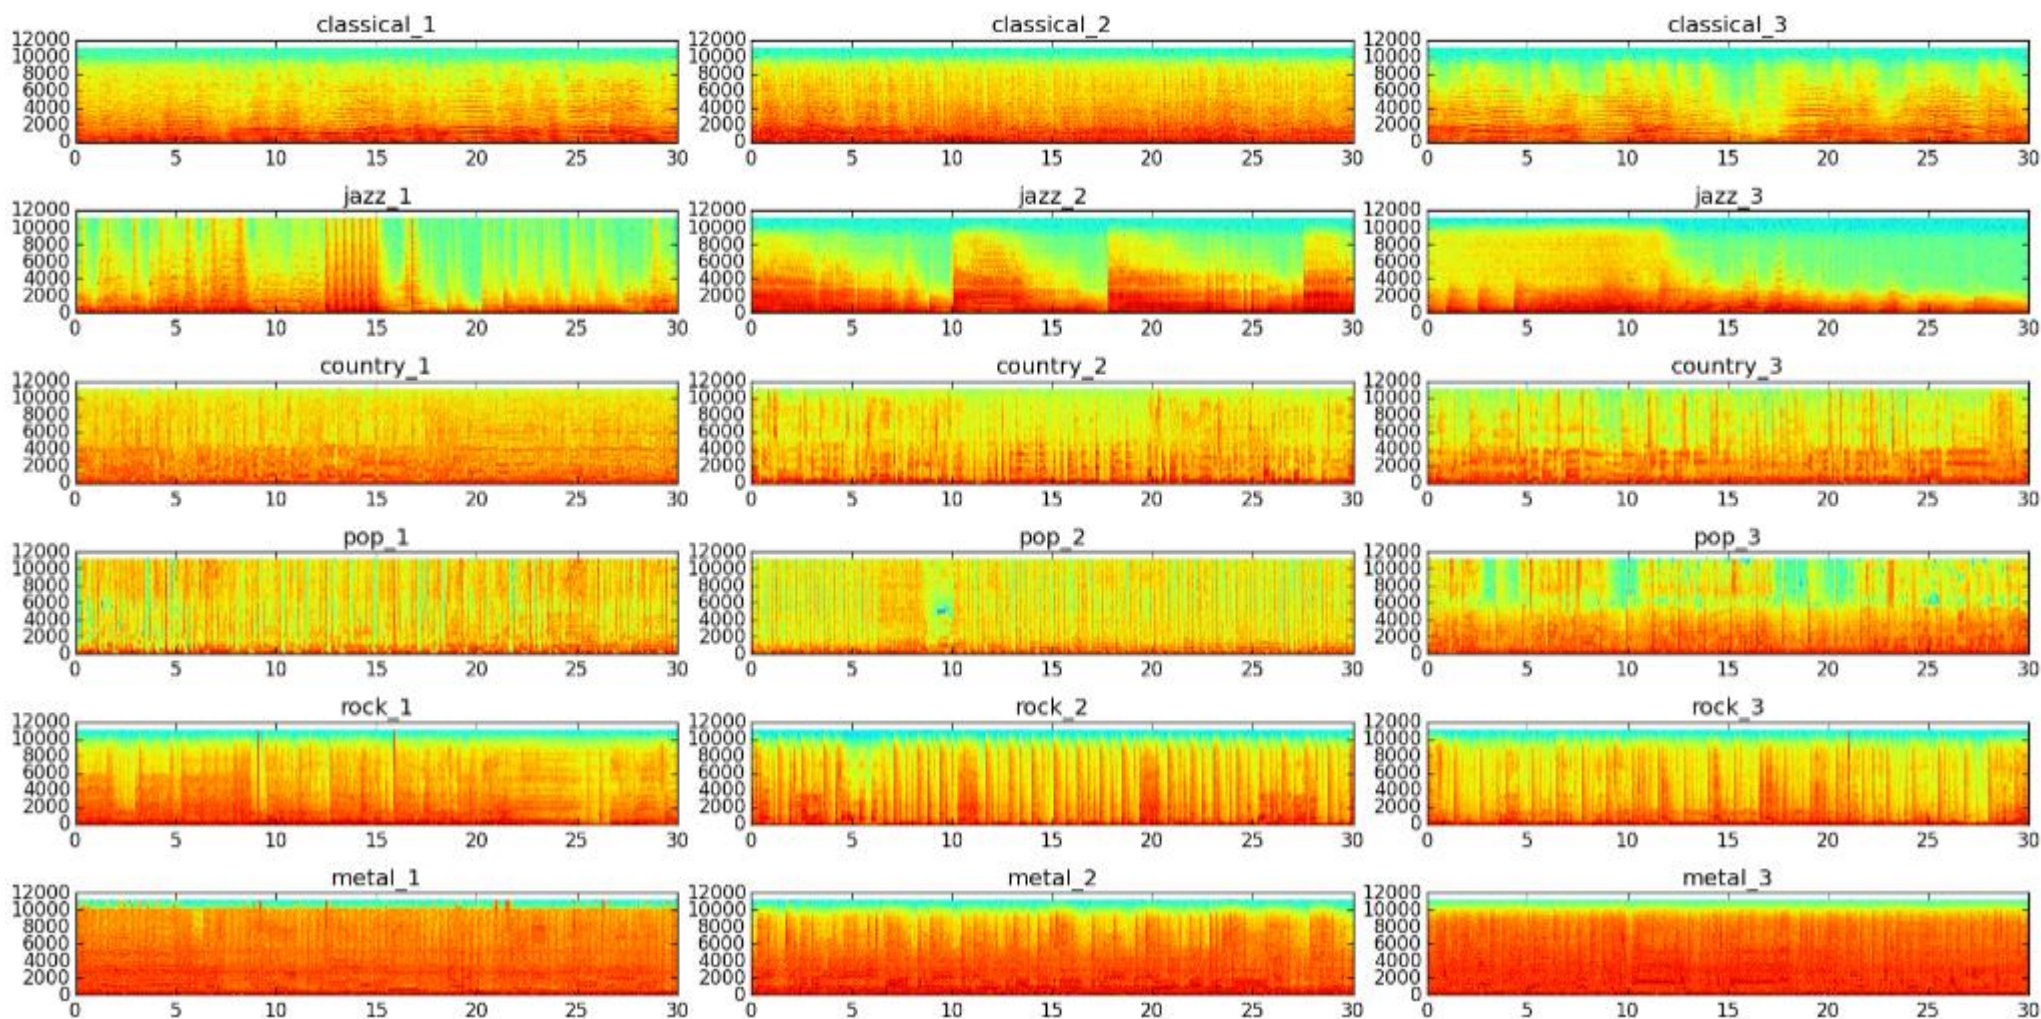 classical_1 classical_2 classical_3
12000 12000 12000
10000 10000 10000
8000 8000 8000
6000 6000 6000
4000 4000 4000
2000 2000 2000
0 0 0
0 5 10 15 20 25 30 0 5 10 15 20 25 30 0 5 10 15 20 25 30
jazz_1 jazz_2 jazz_3
12000 12000 12000
10000 10000 10000
8000 8000 8000
6000 6000 6000
4000 4000 4000
2000 2000 2000
0 0 0
0 5 10 15 20 25 30 0 5 10 15 20 25 30 0 5 10 15 20 25 30
country_1 country_2 country_3
12000 12000 12000
10000 10000 10000
8000 8000 8000
6000 6000 6000
4000 4000 4000
2000 2000 2000
0 0 0
0 5 10 15 20 25 30 0 5 10 15 20 25 30 0 5 10 15 20 25 30
pop_1 pop_2 pop_3
12000 12000 12000
10000 10000 10000
8000 8000 8000
6000 6000 6000
4000 4000 4000
2000 2000 2000
0 0 0
0 5 10 15 20 25 30 0 5 10 15 20 25 30 0 5 10 15 20 25 30
rock_1 rock_2 rock_3
12000 12000 12000
10000 10000 10000
8000 8000 8000
6000 6000 6000
4000 4000 4000
2000 2000 2000
0 0 0
0 5 10 15 20 25 30 0 5 10 15 20 25 30 0 5 10 15 20 25 30
metal_1 metal_2 metal_3
12000 12000 12000
10000 10000 10000
8000 8000 8000
6000 6000 6000
4000 4000 4000
2000 2000 2000
0 0 0
0 5 10 15 20 25 30 0 5 10 15 20 25 30 0 5 10 15 20 25 30